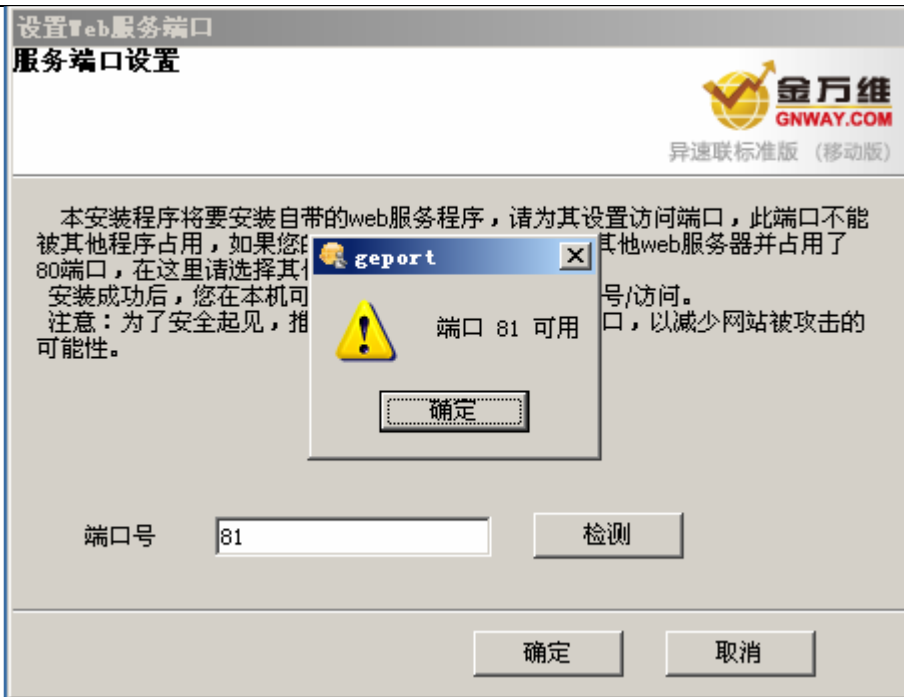 设置Web服务端口
服务端口设置
金万维
GNWAY.COM
异速联标准版 (移动版)
本安装程序将要安装自带的web服务程序，请为其设置访问端口，此端口不能
被其他程序占用，如果您 其他web服务器并占用了
80端口，在这里请选择其
安装成功后，您在本机可 号/访问。
注意：为了安全起见，推 口，以减少网站被攻击的
可能性。
geport
端口 81 可用
确定
端口号 81 检测
确定 取消